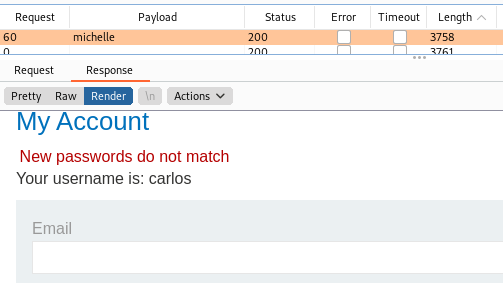 Request Payload Status Error Timeout Length
60 michelle 200 3758
0 200 3761
Request Response
Pretty Raw Render \n Actions
My Account
New passwords do not match
Your username is: carlos
Email